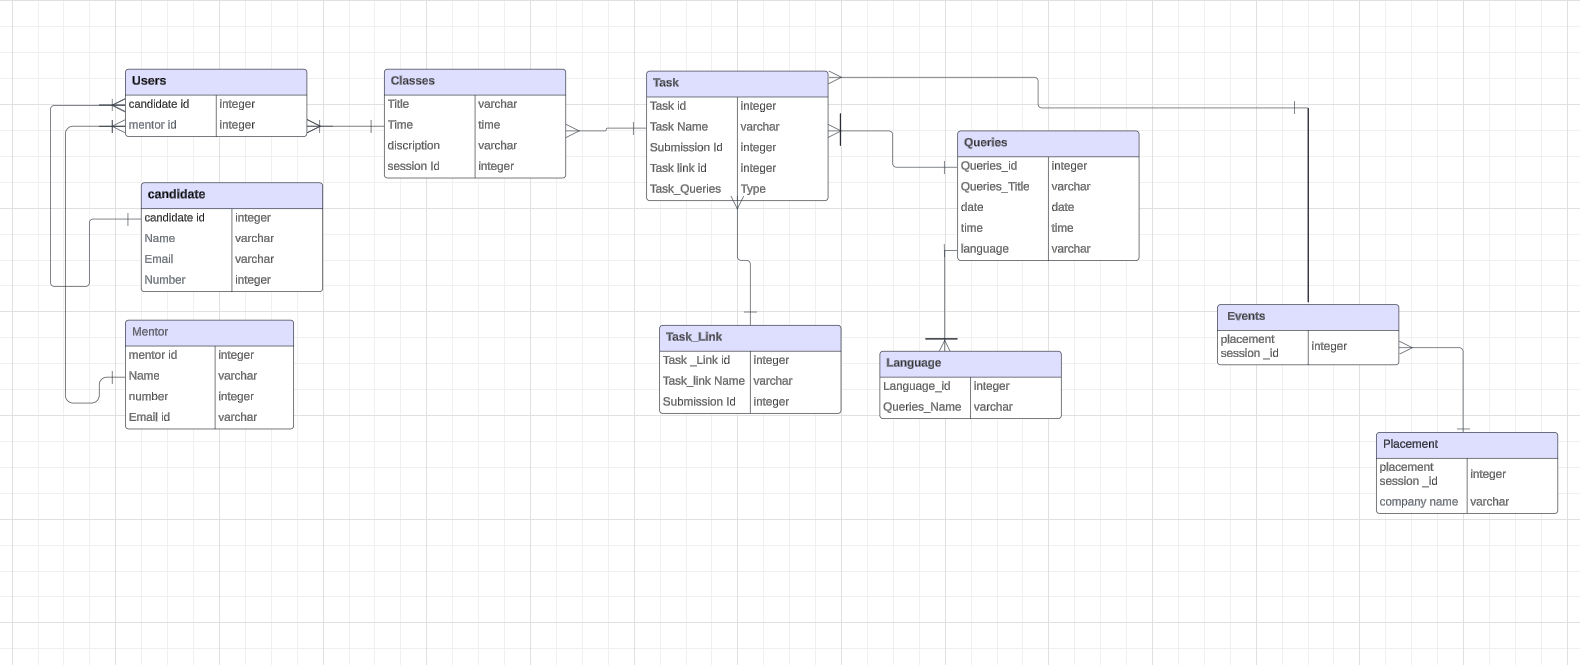 Users
candidate id integer
mentor id integer
candidate
candidate id integer
Name varchar
Email varchar
Number integer
Mentor
mentor id integer
Name varchar
number integer
Email id varchar
Classes
Title varchar
Time time
discription varchar
session Id integer
Task
Task id integer
Task Name varchar
Submission Id integer
Task link id integer
Task_Queries Type
Task_Link
Task _Link id integer
Task_link Name varchar
Submission Id integer
Queries
Queries_id integer
Queries_Title varchar
date date
time time
language varchar
Language
Language_id integer
Queries_Name varchar
Events
placement
session _id integer
Placement
placement
session _id integer
company name varchar